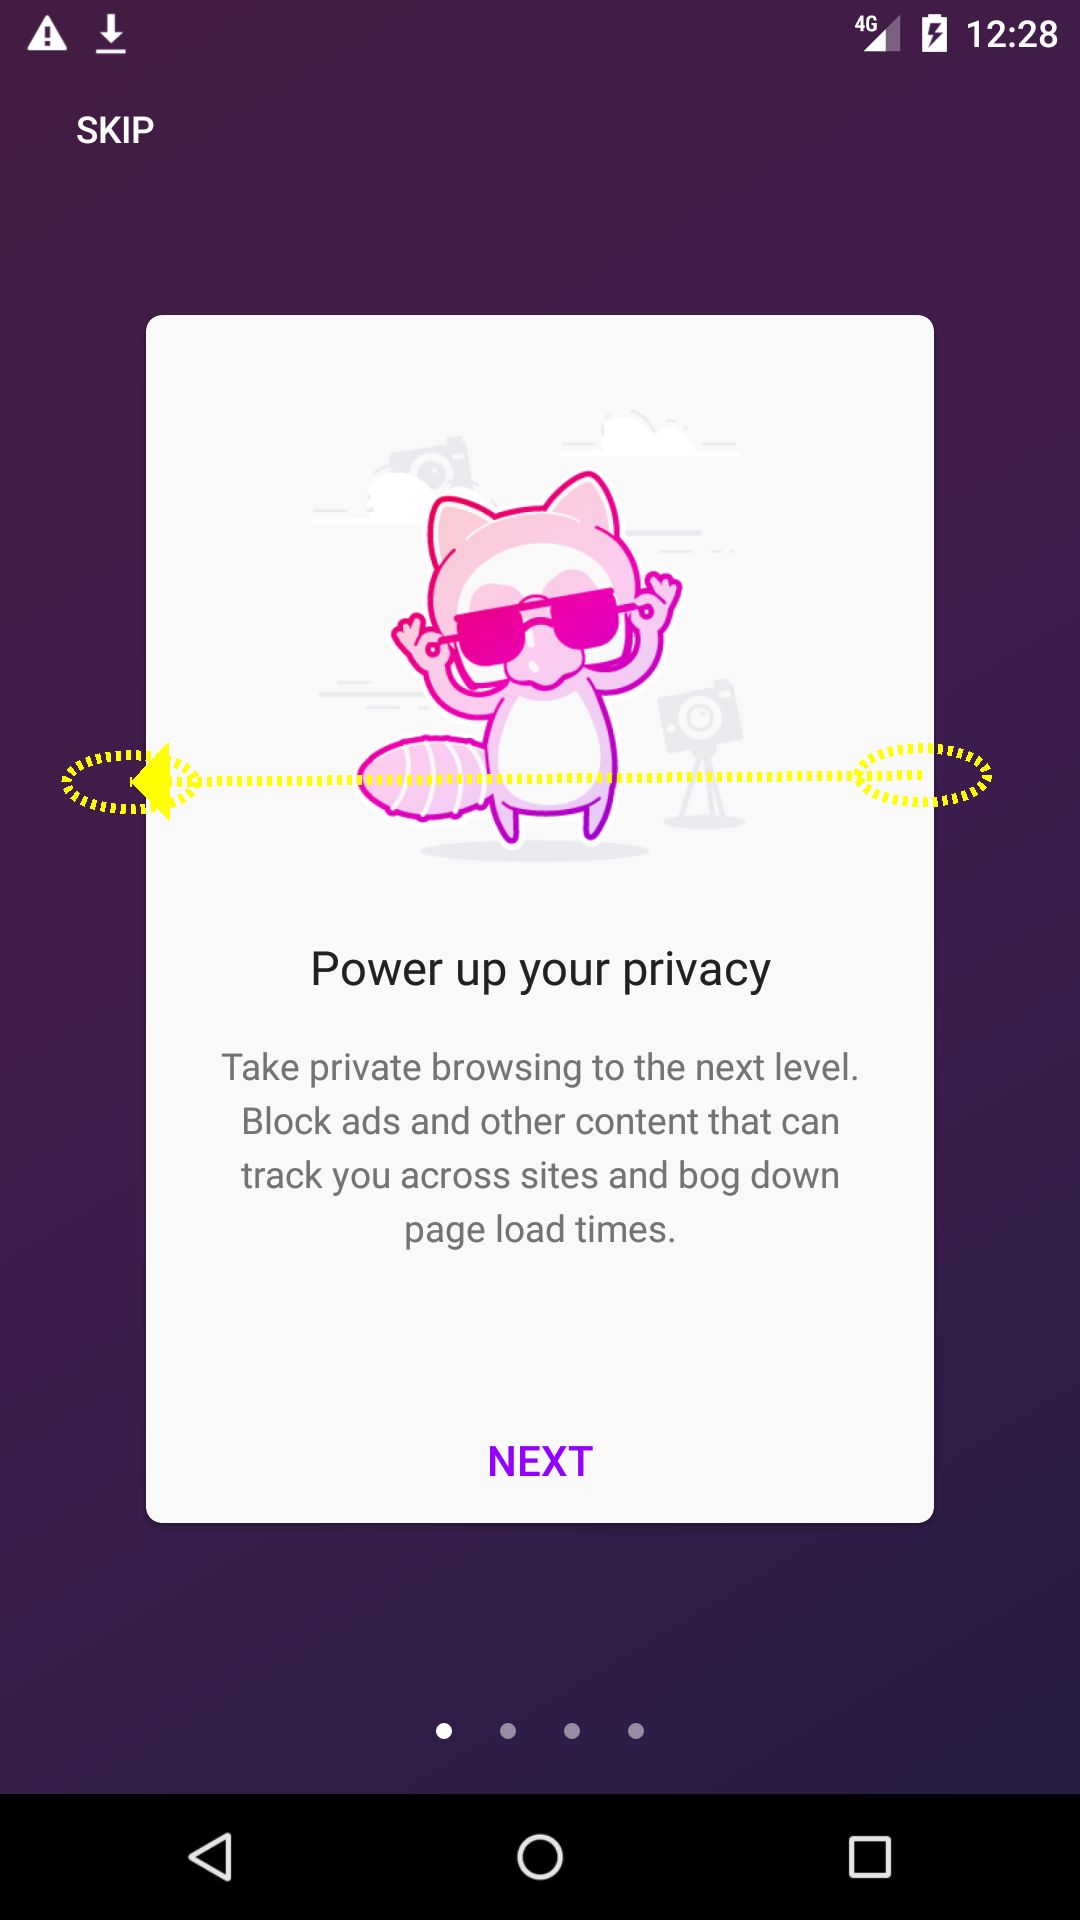 4G 12:28
SKIP
Power up your privacy
Take private browsing to the next level.
Block ads and other content that can
track you across sites and bog down
page load times.
NEXT